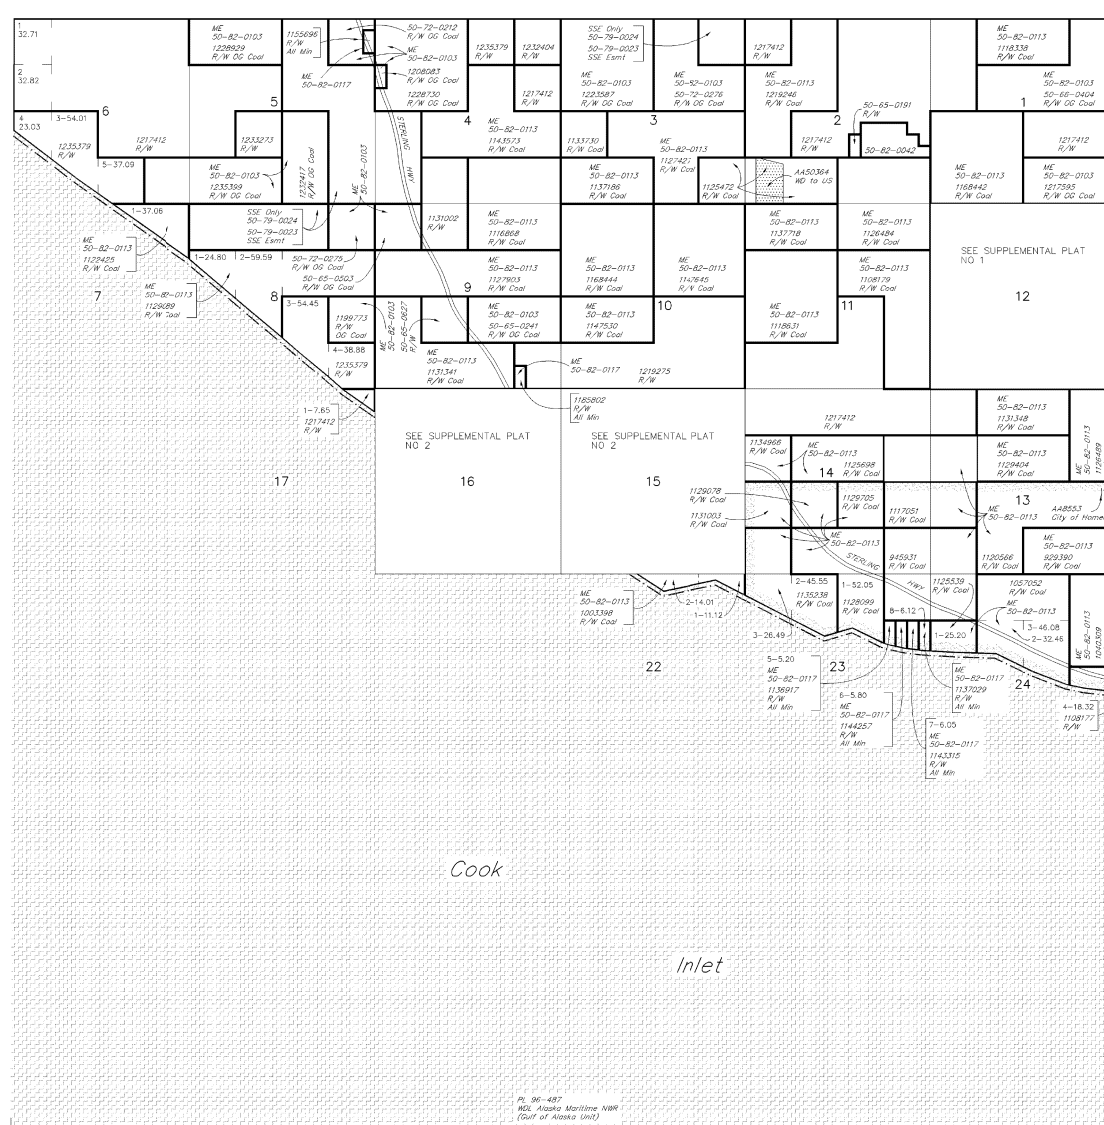 1
32.71
2
32.82
4
23.03
3-54.01
6
5
ME
50-82-0103
1228929
R/W OG Coal
1155696
R/W
All Min
ME
50-82-0117
50-72-0212
R/W OG Coal
ME
50-82-0103
1208083
R/W OG Coal
1228730
R/W OG Coal
1235379
R/W
1232404
R/W
1217412
R/W
SSE Only
50-79-0024
50-79-0023
SSE Esmt
ME
50-82-0103
1223587
R/W OG Coal
ME
50-82-0103
50-72-0276
R/W OG Coal
1217412
R/W
ME
50-82-0113
1219246
R/W Coal
50-65-0191
R/W
50-82-0042
ME
50-82-0113
1118338
R/W Coal
ME
50-82-0103
50-66-0404
R/W OG Coal
4
3
2
1
1235379
R/W
1217412
R/W
1233273
R/W
5-37.09
ME
50-82-0103
1235399
R/W OG Coal
1232417
R/W OG Coal
ME
50-82-0103
STERLING
HWY
ME
50-82-0113
1143573
R/W Coal
1133730
R/W Coal
ME
50-82-0113
R/W Coal
ME
50-82-0113
1137186
R/W Coal
1125472
R/W Coal
1217412
R/W
AA50364
WD to US
1217412
R/W
ME
50-82-0113
1168442
R/W Coal
ME
50-82-0103
1217595
R/W OG Coal
1-37.06
SSE Only
50-79-0024
50-79-0023
SSE Esmt
1131002
R/W
ME
50-82-0113
1116868
R/W Coal
ME
50-82-0113
1137718
R/W Coal
ME
50-82-0113
1126484
R/W Coal
SEE SUPPLEMENTAL PLAT
NO 1
ME
50-82-0113
1122425
R/W Coal
1-24.80
2-59.59
50-72-0275
R/W OG Coal
50-65-0503
R/W OG Coal
ME
50-82-0113
1127903
R/W Coal
ME
50-82-0113
1168444
R/W Coal
ME
50-82-0113
1147645
R/W Coal
ME
50-82-0113
1108179
R/W Coal
7
8
9
10
11
12
ME
50-82-0113
R/W Coal
3-54.45
1199773
R/W
OG Coal
ME
50-82-0103
50-65-0627
R/W
ME
50-82-0103
50-65-0241
R/W OG Coal
ME
50-82-0113
1147530
R/W Coal
ME
50-82-0113
1118631
R/W Coal
4-38.88
1235379
R/W
ME
50-82-0113
1131341
R/W Coal
ME
50-82-0117
1219275
R/W
1-7.65
1217412
R/W
1185802
R/W
All Min
SEE SUPPLEMENTAL PLAT
NO 2
SEE SUPPLEMENTAL PLAT
NO 2
1217412
R/W
ME
50-82-0113
1131348
R/W Coal
1134966
R/W Coal
ME
50-82-0113
1125698
R/W Coal
ME
50-82-0113
1129404
R/W Coal
ME
50-82-0113
1126489
17
16
15
14
13
1129078
R/W Coal
1131003
R/W Coal
1129705
R/W Coal
1117051
R/W Coal
ME
50-82-0113
AA8553
City of Home
ME
50-82-0113
STERLING
HWY
945931
R/W Coal
1120566
R/W Coal
ME
50-82-0113
929390
R/W Coal
ME
50-82-0113
1003398
R/W Coal
2-14.01
1-11.12
2-45.55
1135238
R/W Coal
1-52.05
1128099
R/W Coal
1125539
R/W Coal
1057052
R/W Coal
ME
50-82-0113
8-6.12
1-25.20
3-46.08
2-32.46
ME
50-82-0113
1040309
3-26.49
22
23
24
5-5.20
ME
50-82-0117
1136917
R/W
All Min
6-5.80
ME
50-82-0117
1144257
R/W
All Min
ME
50-82-0117
1137029
R/W
All Min
7-6.05
ME
50-82-0117
1143315
R/W
All Min
4-18.32
1108177
R/W
Cook
Inlet
PL 96-487
WDL Alaska Maritime NWR
(Gulf of Alaska Unit)